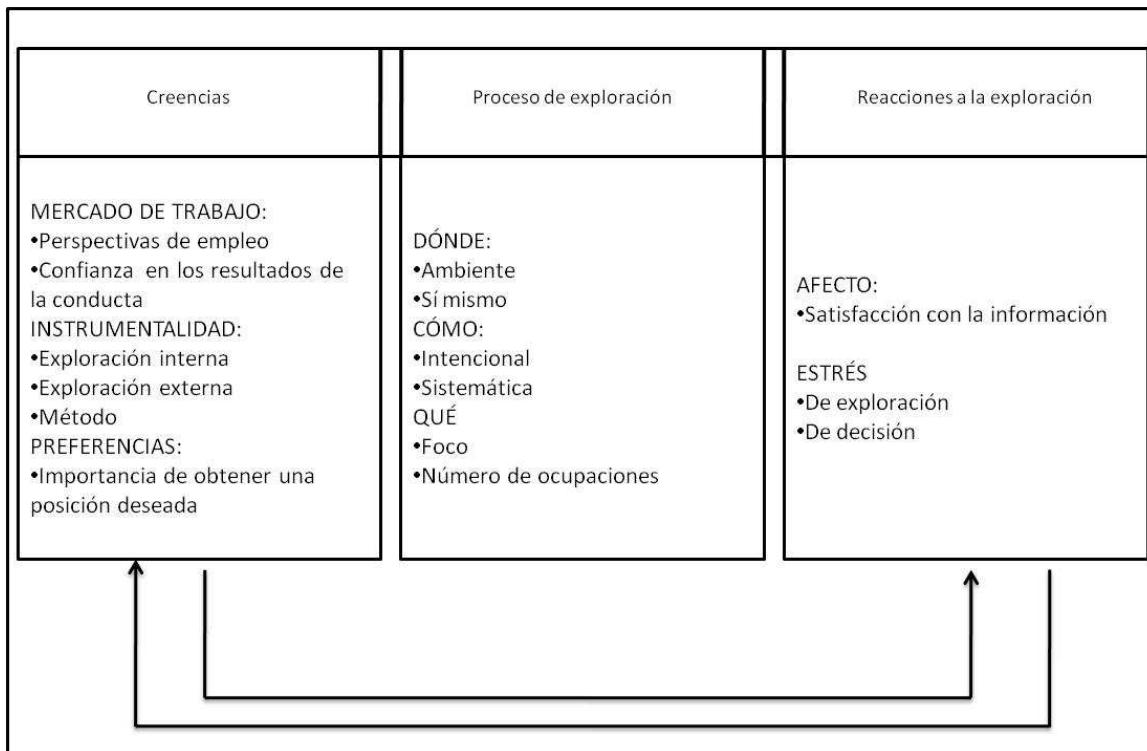 Creencias
MERCADO DE TRABAJO:
•Perspectivas de empleo
•Confianza en los resultados de
la conducta
INSTRUMENTALIDAD:
•Exploración interna
•Exploración externa
•Método
PREFERENCIAS:
•Importancia de obtener una
posición deseada
Proceso de exploración
DÓNDE:
•Ambiente
•Sí mismo
CÓMO:
•Intencional
•Sistemática
QUÉ
•Foco
•Número de ocupaciones
Reacciones a la exploración
AFECTO:
•Satisfacción con la información
ESTRÉS
•De exploración
•De decisión